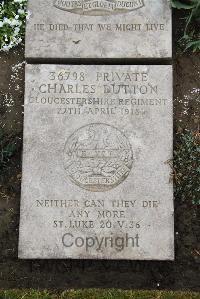 HE DIED THAT WE MIGHT LIVE
36798 PRIVATE
CHARLES DUTTON
GLOUCESTERSHIRE REGIMENT
27TH APRIL 1918
NEITHER CAN THEY DIE
ANY MORE
ST. LUKE 20.V.36
Copyright